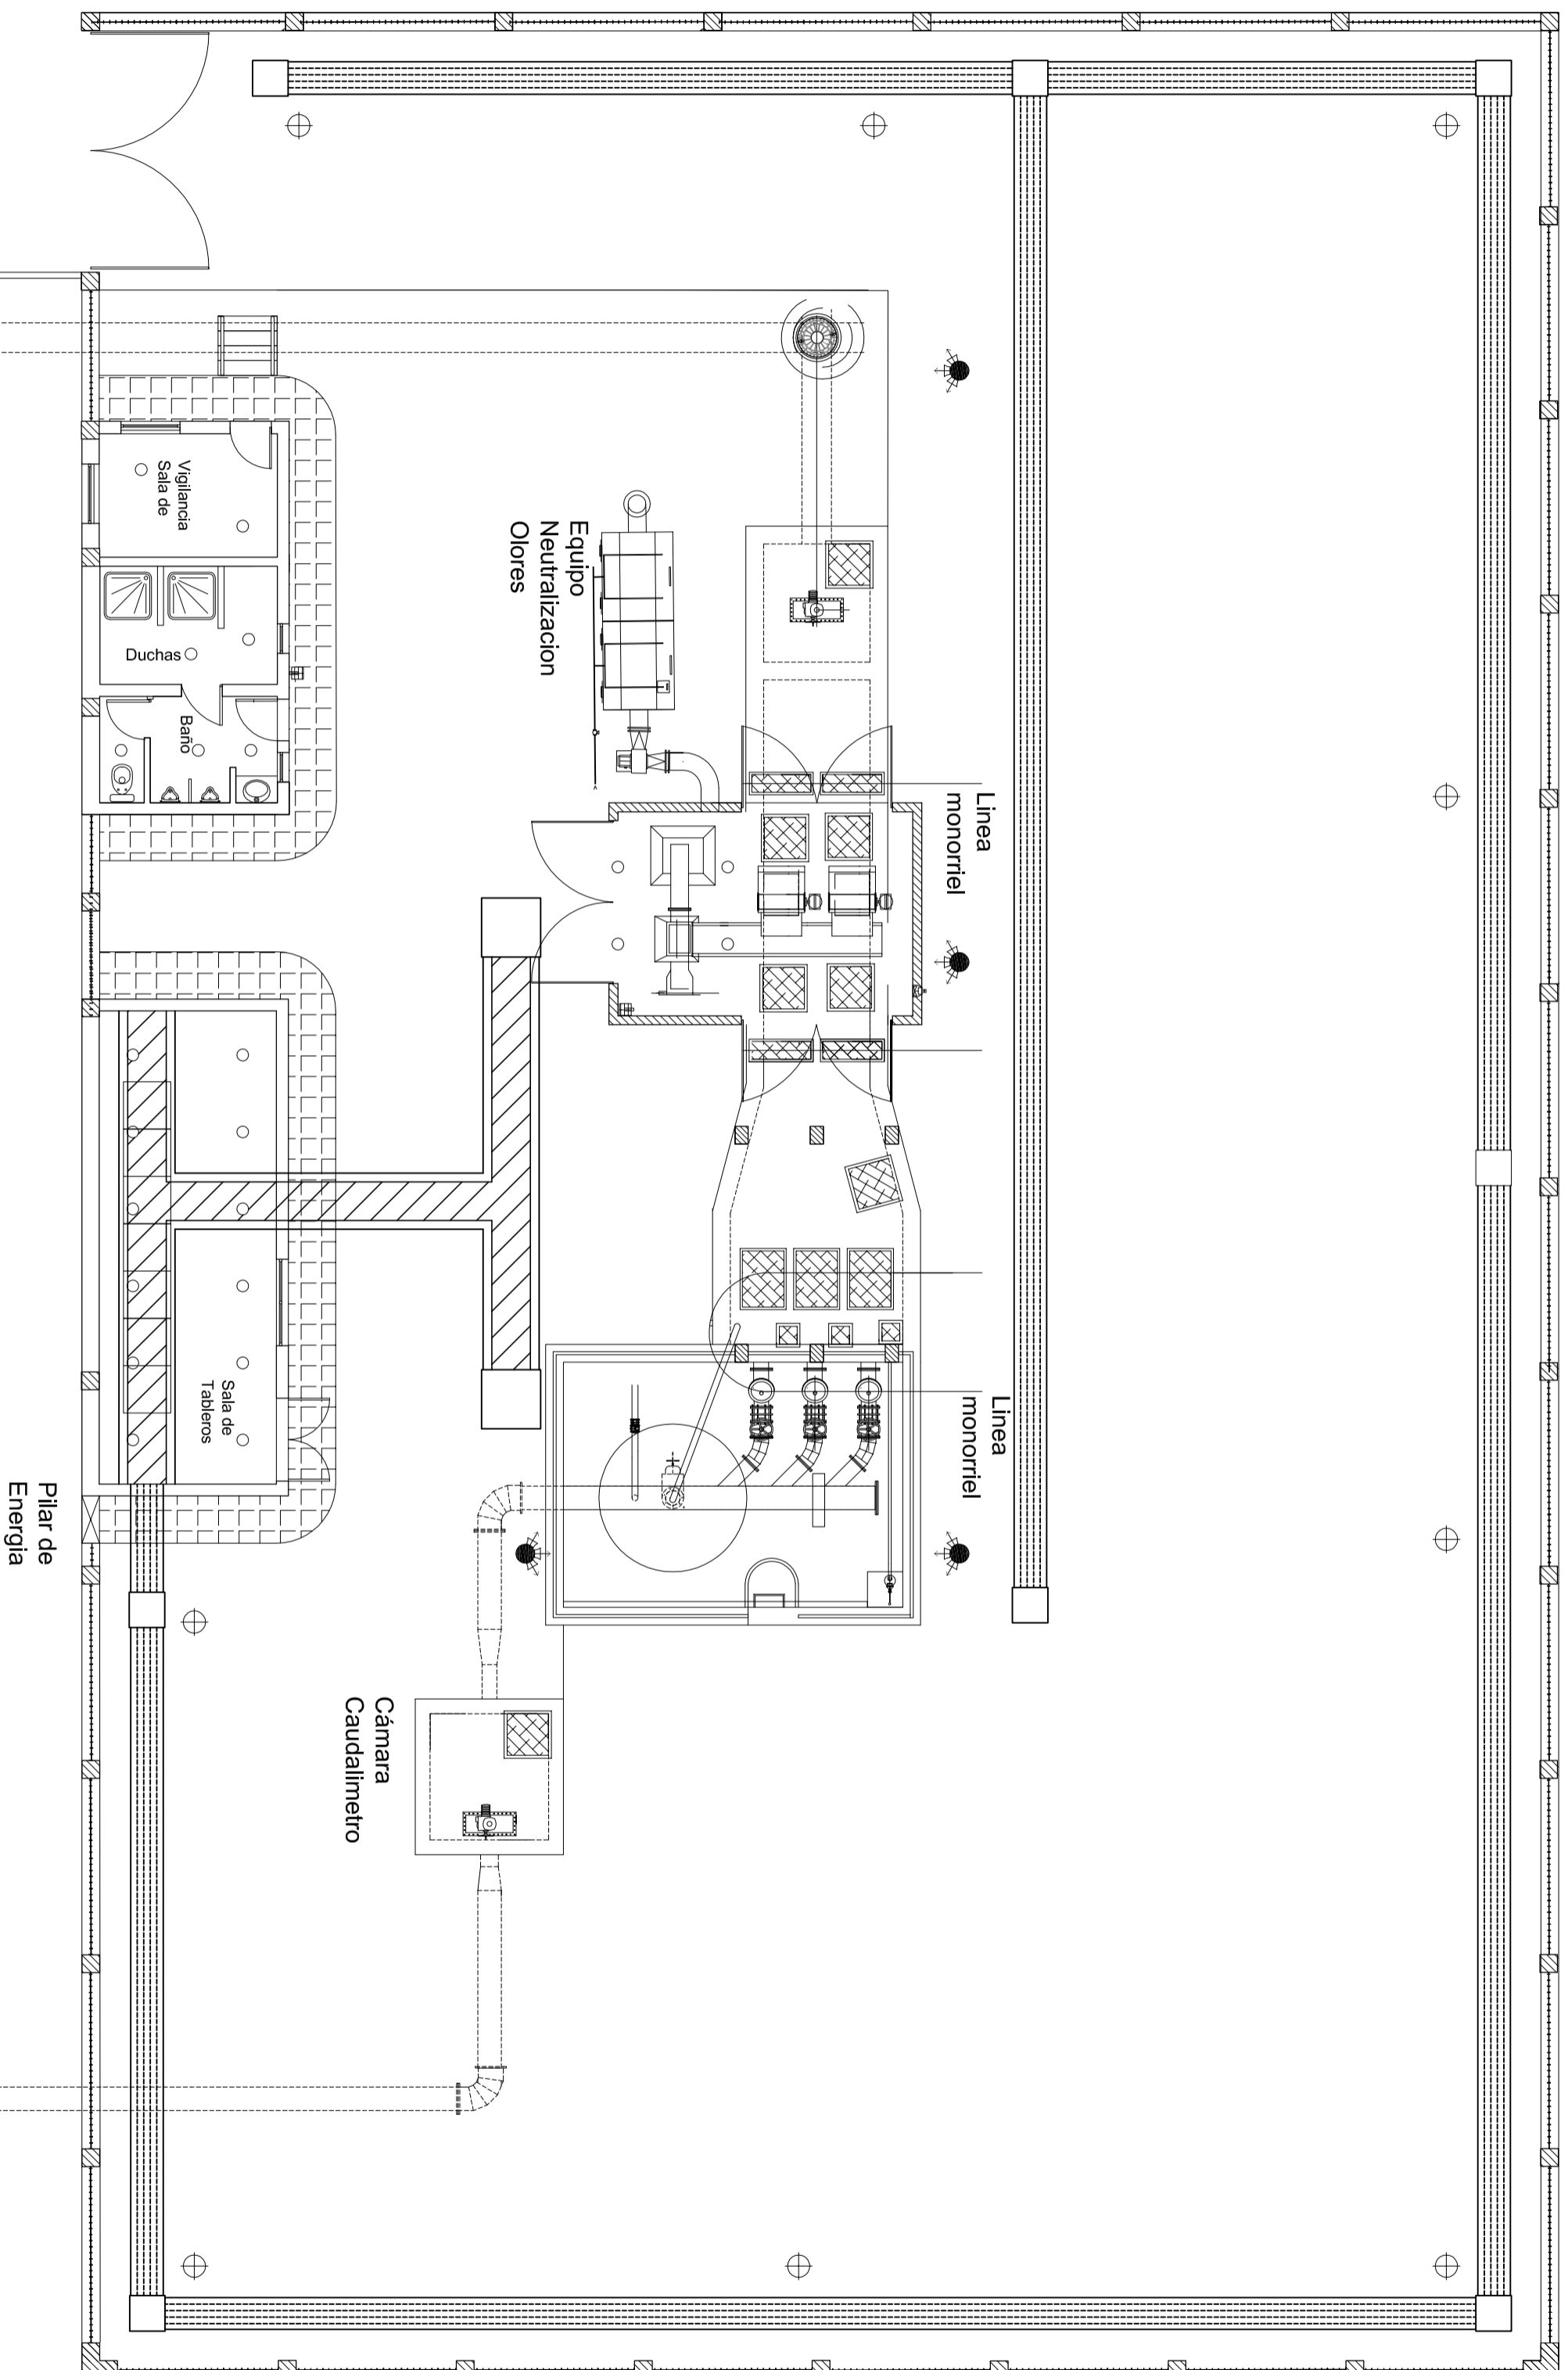 Linea
monorriel
Linea
monorriel
Equipo
Neutralizacion
Olores
Vigilancia
Sala de
Duchas
Baño
Sala de
Tableros
Cámara
Caudalimetro
Pilar de
Energia